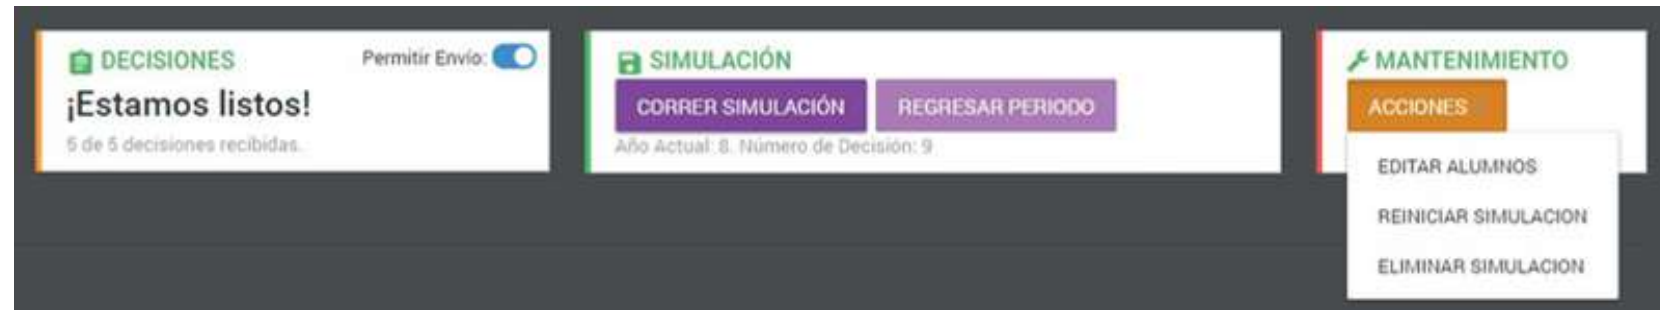 DECISIONES
Permitir Envío:
¡Estamos listos!
5 de 5 decisiones recibidas.
SIMULACIÓN
CORRER SIMULACIÓN
REGRESAR PERIODO
Año Actual: 8. Número de Decisión: 9
MANTENIMIENTO
ACCIONES
EDITAR ALUMNOS
REINICIAR SIMULACION
ELIMINAR SIMULACION